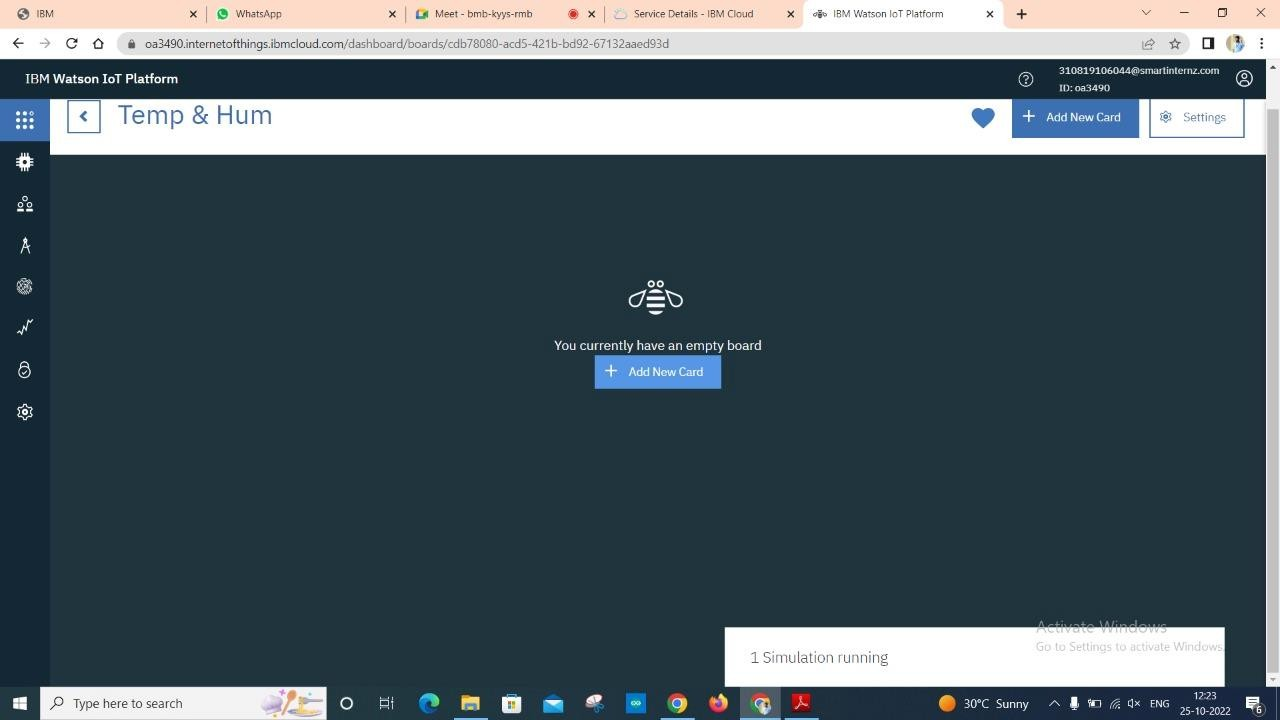 IBM
WhatsApp
Meet - bmb-kyys-rmb
Service Details - IBM Cloud
IBM Watson IoT Platform
oa3490.internetofthings.ibmcloud.com/dashboard/boards/cdb78080-acd5-421b-bd92-67132aaed93d
IBM Watson IoT Platform
310819106044@smartinternz.com
ID: oa3490
Temp & Hum
Add New Card
Settings
You currently have an empty board
Add New Card
Activate Windows
Go to Settings to activate Windows.
1 Simulation running
Type here to search
30°C Sunny
ENG
12:23
25-10-2022
6